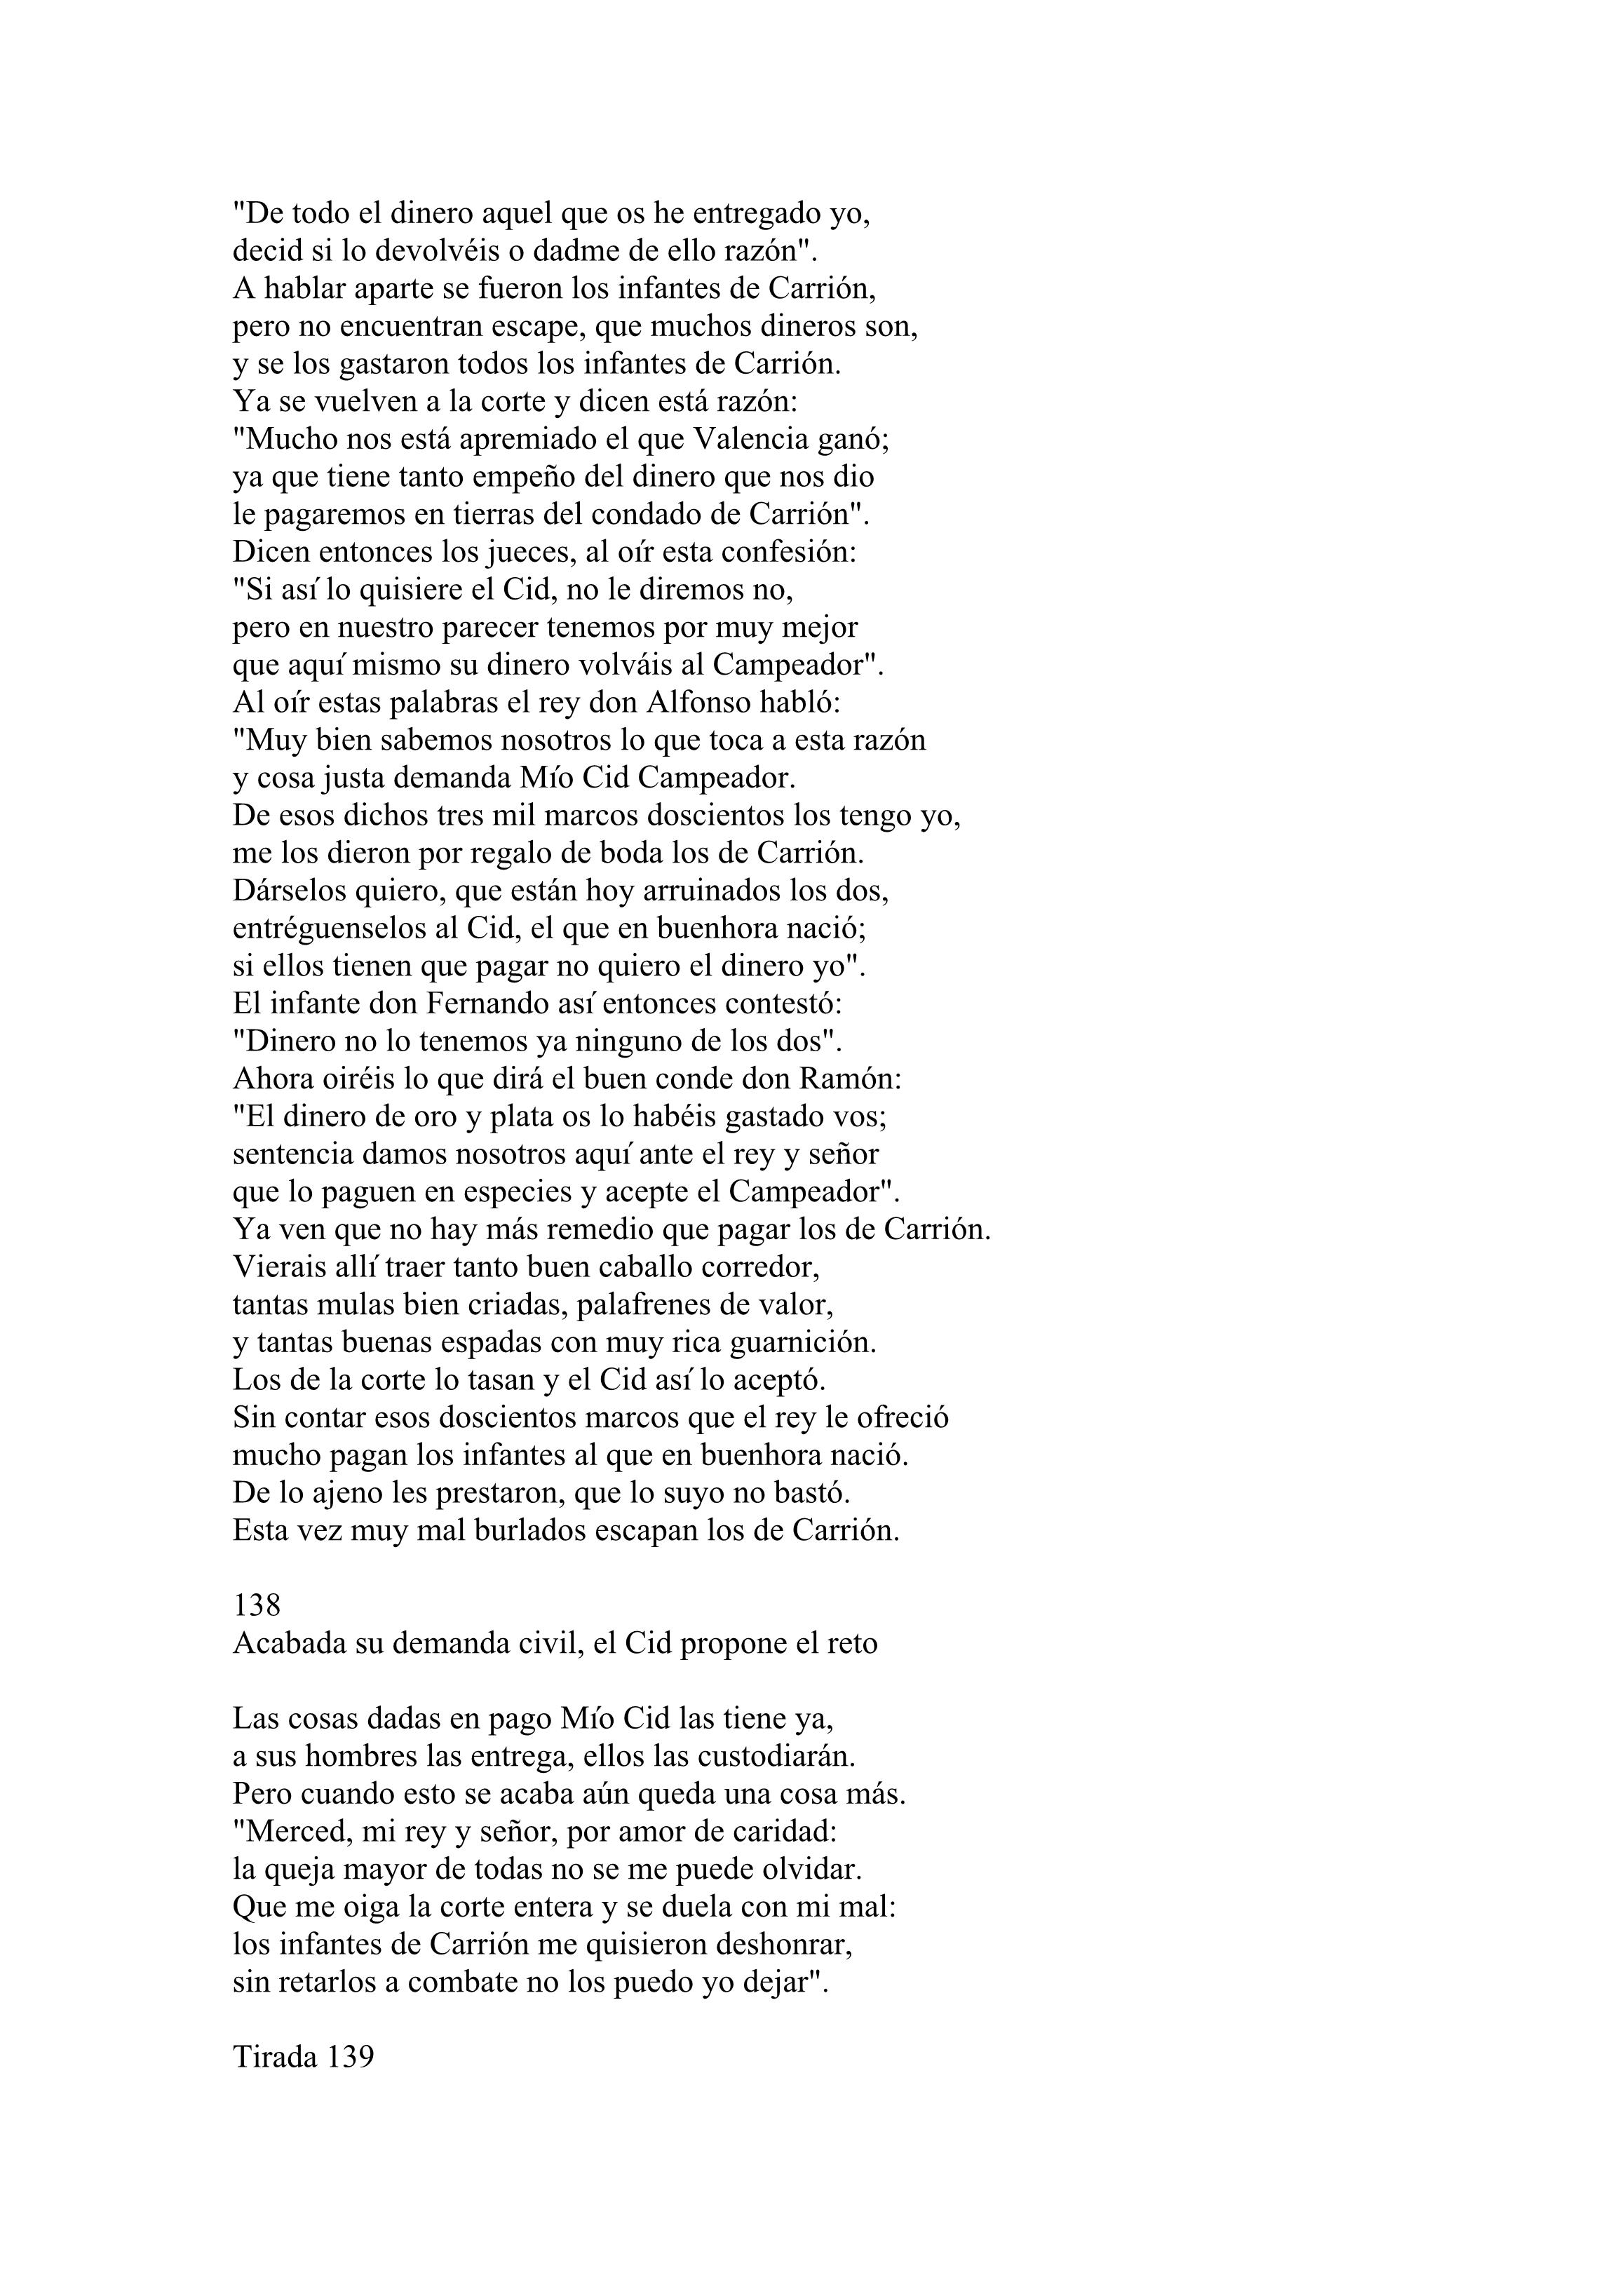 "De todo el dinero aquel que os he entregado yo,
decid si lo devolvéis o dadme de ello razón".
A hablar aparte se fueron los infantes de Carrión,
pero no encuentran escape, que muchos dineros son,
y se los gastaron todos los infantes de Carrión.
Ya se vuelven a la corte y dicen está razón:
"Mucho nos está apremiado el que Valencia ganó;
ya que tiene tanto empeño del dinero que nos dio
le pagaremos en tierras del condado de Carrión".
Dicen entonces los jueces, al oír esta confesión:
"Si así lo quisiere el Cid, no le diremos no,
pero en nuestro parecer tenemos por muy mejor
que aquí mismo su dinero volváis al Campeador".
Al oír estas palabras el rey don Alfonso habló:
"Muy bien sabemos nosotros lo que toca a esta razón
y cosa justa demanda Mío Cid Campeador.
De esos dichos tres mil marcos doscientos los tengo yo,
me los dieron por regalo de boda los de Carrión.
Dárselos quiero, que están hoy arruinados los dos,
entréguenselos al Cid, el que en buenhora nació;
si ellos tienen que pagar no quiero el dinero yo".
El infante don Fernando así entonces contestó:
"Dinero no lo tenemos ya ninguno de los dos".
Ahora oiréis lo que dirá el buen conde don Ramón:
"El dinero de oro y plata os lo habéis gastado vos;
sentencia damos nosotros aquí ante el rey y señor
que lo paguen en especies y acepte el Campeador".
Ya ven que no hay más remedio que pagar los de Carrión.
Vierais allí traer tanto buen caballo corredor,
tantas mulas bien criadas, palafrenes de valor,
y tantas buenas espadas con muy rica guarnición.
Los de la corte lo tasan y el Cid así lo aceptó.
Sin contar esos doscientos marcos que el rey le ofreció
mucho pagan los infantes al que en buenhora nació.
De lo ajeno les prestaron, que lo suyo no bastó.
Esta vez muy mal burlados escapan los de Carrión.
138
Acabada su demanda civil, el Cid propone el reto
Las cosas dadas en pago Mío Cid las tiene ya,
a sus hombres las entrega, ellos las custodiarán.
Pero cuando esto se acaba aún queda una cosa más.
"Merced, mi rey y señor, por amor de caridad:
la queja mayor de todas no se me puede olvidar.
Que me oiga la corte entera y se duela con mi mal:
los infantes de Carrión me quisieron deshonrar,
sin retarlos a combate no los puedo yo dejar".
Tirada 139